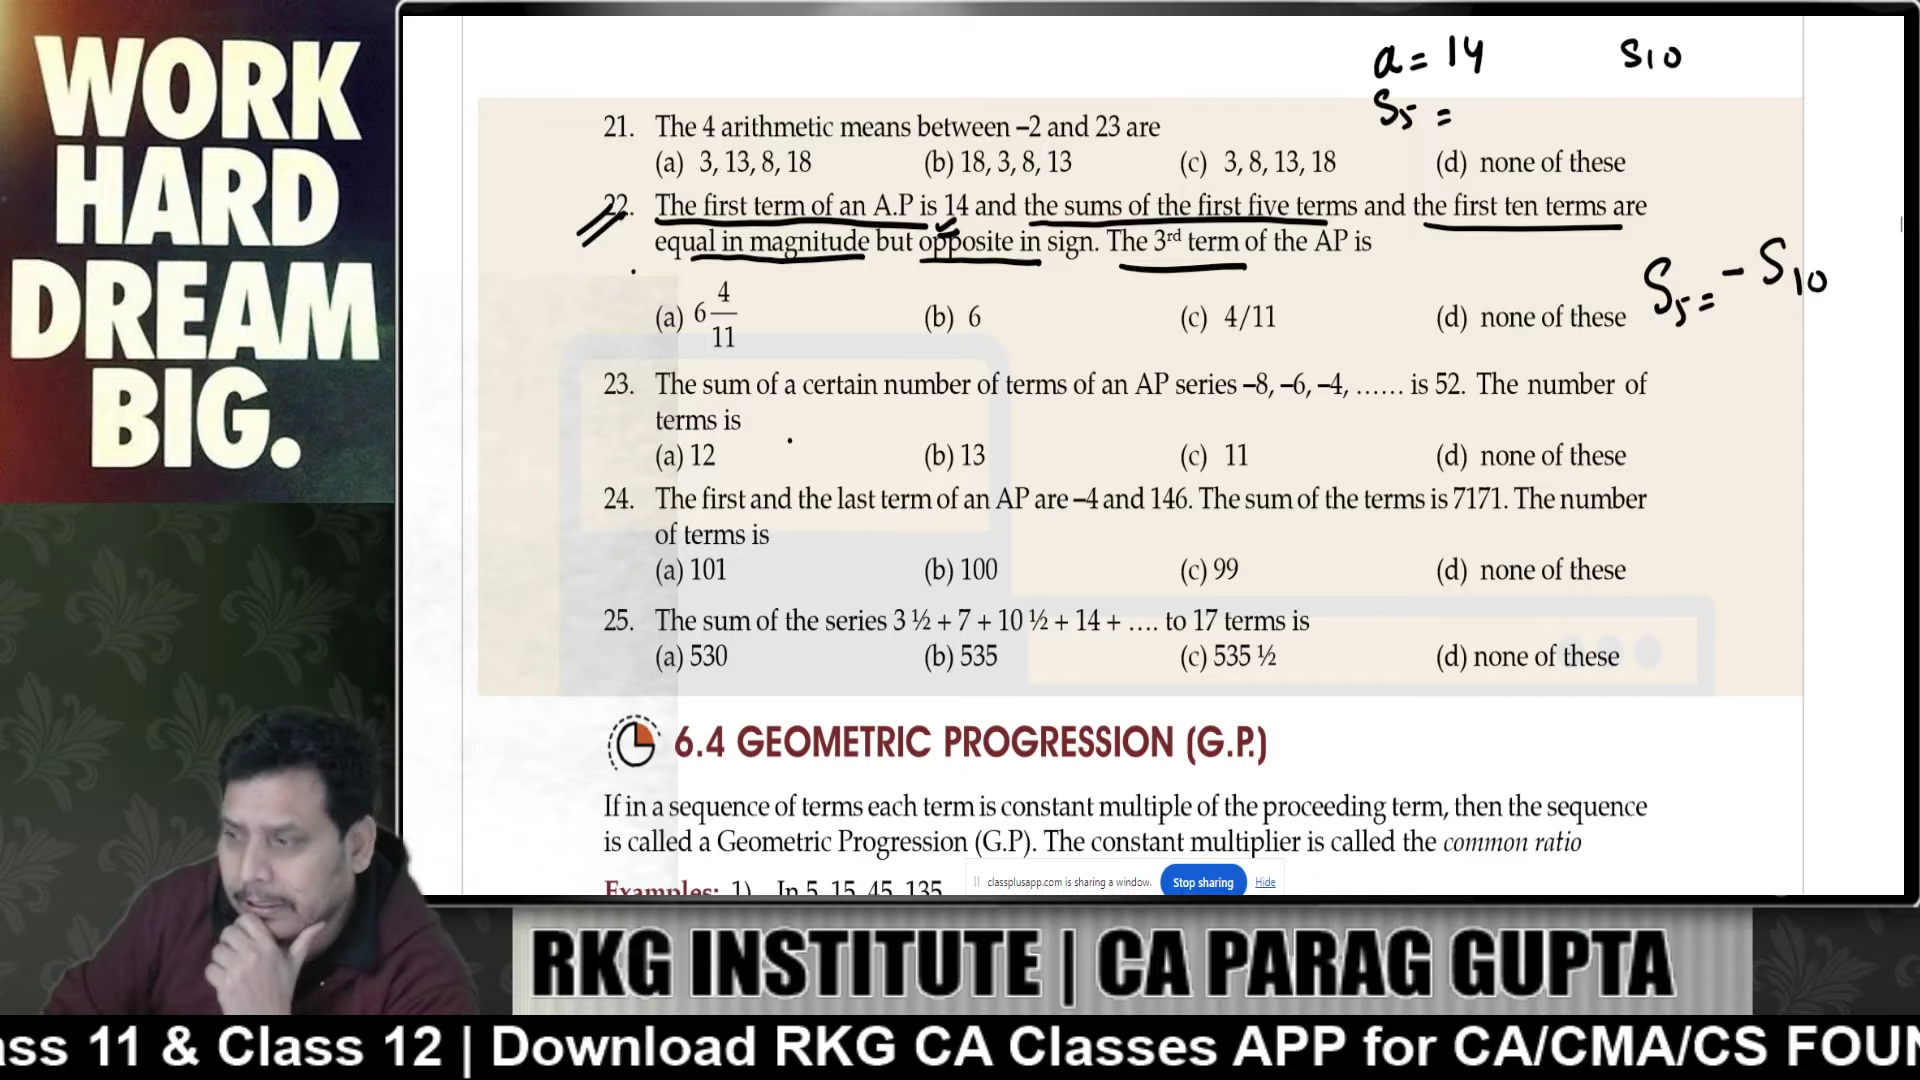 WORK
HARD
DREAM
BIG.
a = 14
S10
S5 =
21. The 4 arithmetic means between –2 and 23 are
(a) 3, 13, 8, 18 (b) 18, 3, 8, 13 (c) 3, 8, 13, 18 (d) none of these
22. The first term of an A.P is 14 and the sums of the first five terms and the first ten terms are
equal in magnitude but opposite in sign. The 3rd term of the AP is
S5 = - S10
(a) 6 4/11 (b) 6 (c) 4/11 (d) none of these
23. The sum of a certain number of terms of an AP series –8, –6, –4, …… is 52. The number of
terms is
(a) 12 (b) 13 (c) 11 (d) none of these
24. The first and the last term of an AP are –4 and 146. The sum of the terms is 7171. The number
of terms is
(a) 101 (b) 100 (c) 99 (d) none of these
25. The sum of the series 3 ½ + 7 + 10 ½ + 14 + …. to 17 terms is
(a) 530 (b) 535 (c) 535 ½ (d) none of these
6.4 GEOMETRIC PROGRESSION (G.P.)
If in a sequence of terms each term is constant multiple of the proceeding term, then the sequence
is called a Geometric Progression (G.P). The constant multiplier is called the common ratio
Examples: 1) In 5, 15, 45, 135
classplusapp.com is sharing a window. Stop sharing Hide
RKG INSTITUTE | CA PARAG GUPTA
ass 11 & Class 12 | Download RKG CA Classes APP for CA/CMA/CS FOUN